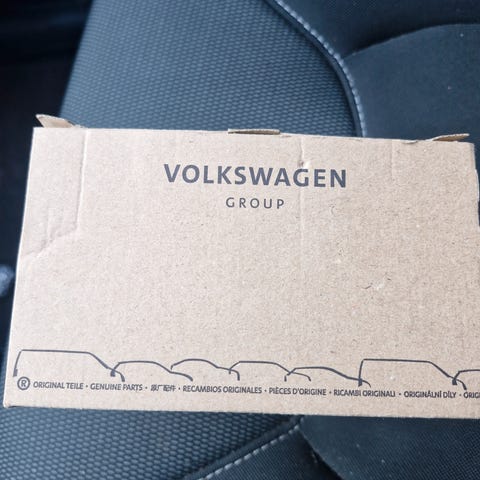 VOLKSWAGEN
GROUP
® ORIGINAL TEILE · GENUINE PARTS · 原厂配件 · RECAMBIOS ORIGINALES · PIÈCES D'ORIGINE · RICAMBI ORIGINALI · ORIGINÁLNÍ DÍLY ·